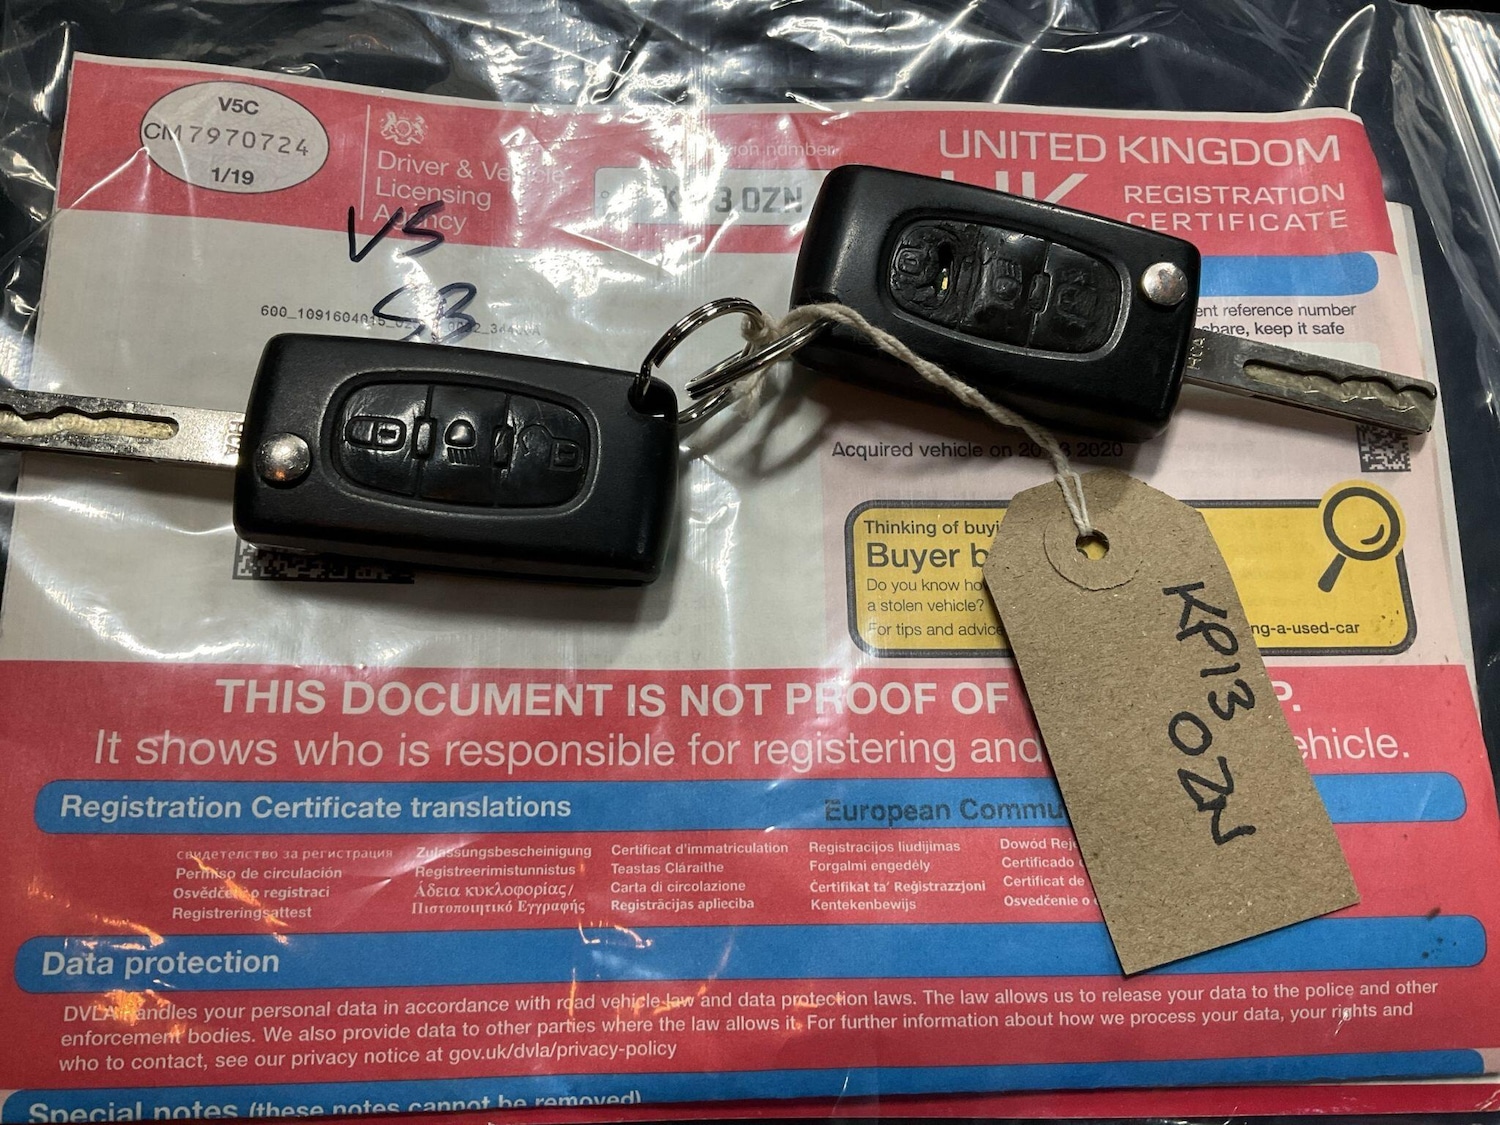 V5C
CM7970724
1/19
Driver & Vehicle
Licensing
Agency
number
3 OZN
UNITED KINGDOM
UK
REGISTRATION
CERTIFICATE
V5
S3
reference number
share, keep it safe
HUA
HUA
Acquired vehicle on 2020
Thinking of
Buyer
Do you know
a stolen vehicle?
For tips and advice
ng-a-used-car
KP13 OZN
THIS DOCUMENT IS NOT PROOF OF P.
It shows who is responsible for registering and ehicle.
Registration Certificate translations
European Commu
свидетелство за регистрация
Permiso de circulación
Osvědčení o registraci
Registreringsattest
Zulassungsbescheinigung
Registreerimistunnistus
Άδεια κυκλοφορίας/
Πιστοποιητικό Εγγραφής
Certificat d'immatriculation
Teastas Cláraithe
Carta di circolazione
Reģistrācijas apliecība
Registracijos liudijimas
Forgalmi engedély
Ċertifikat ta' Reġistrazzjoni
Kentekenbewijs
Dowód Rej
Certificado
Certificat de
Osvedčenie o
Data protection
DVLA handles your personal data in accordance with road vehicle law and data protection laws. The law allows us to release your data to the police and other
enforcement bodies. We also provide data to other parties where the law allows it. For further information about how we process your data, your rights and
who to contact, see our privacy notice at gov.uk/dvla/privacy-policy
Special notes (these notes cannot be removed)